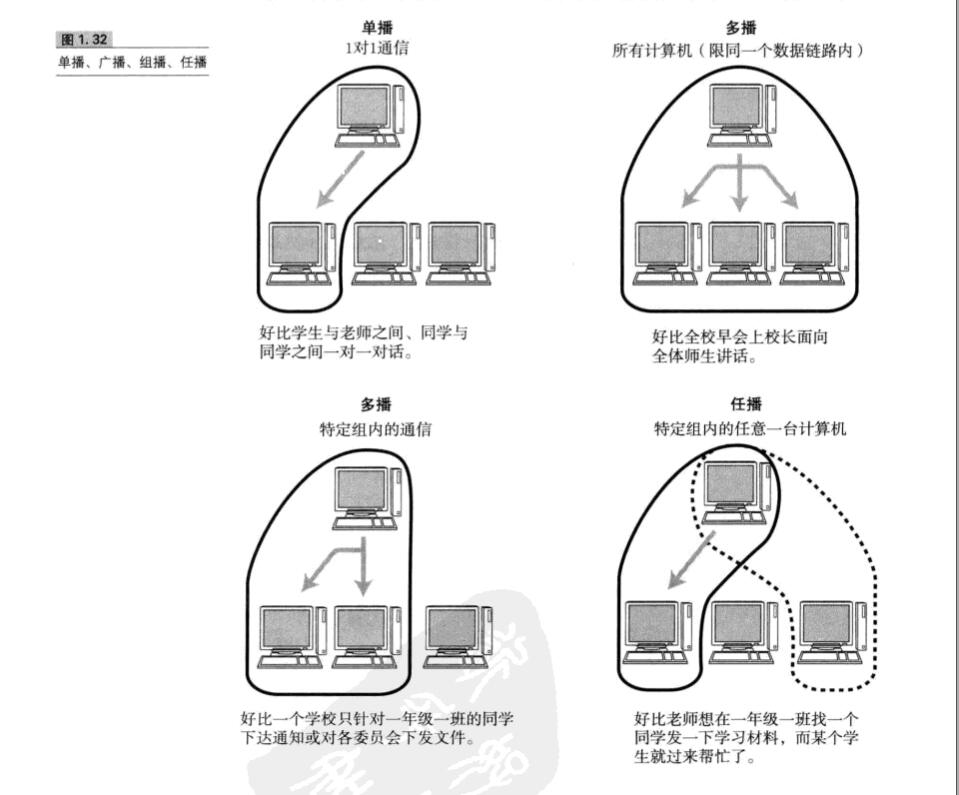 图 1.32
单播、广播、组播、任播
单播
1对1通信
好比学生与老师之间、同学与
同学之间一对一对话。
多播
所有计算机（限同一个数据链路内）
好比全校早会上校长面向
全体师生讲话。
多播
特定组内的通信
好比一个学校只针对一年级一班的同学
下达通知或对各委员会下发文件。
任播
特定组内的任意一台计算机
好比老师想在一年级一班找一个
同学发一下学习材料，而某个学
生就过来帮忙了。